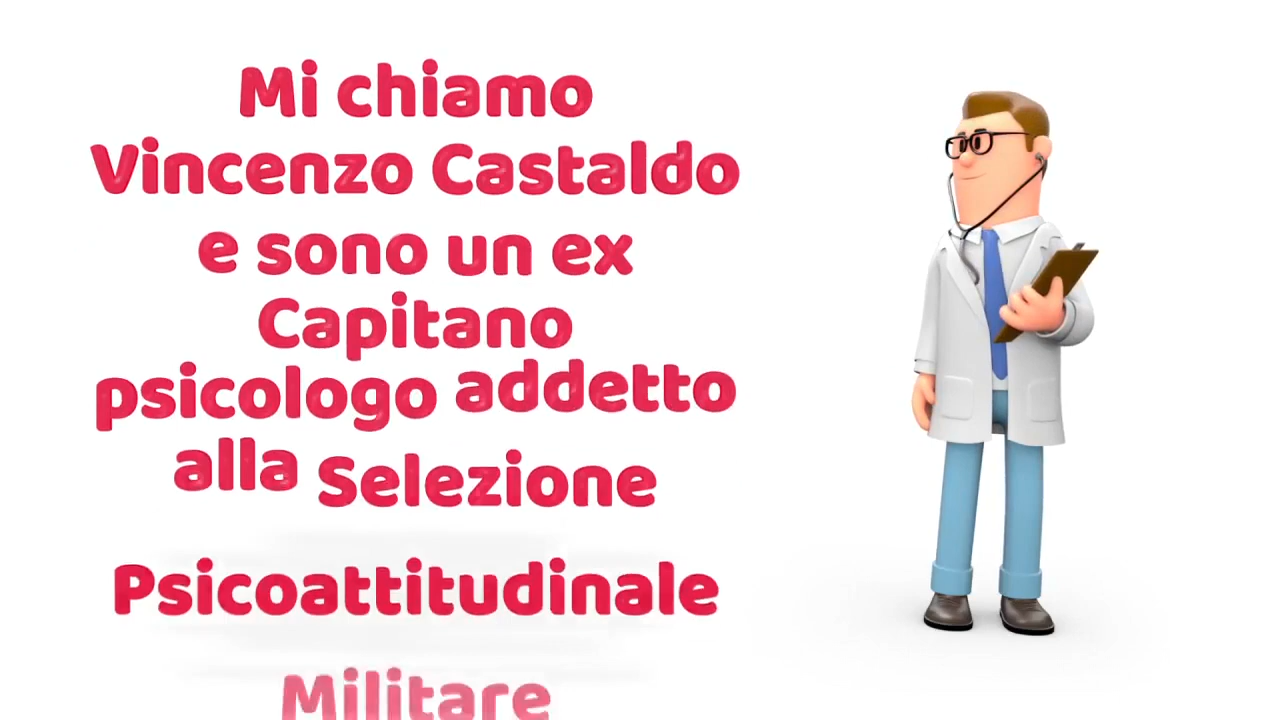 Mi chiamo
Vincenzo Castaldo
e sono un ex
Capitano
psicologo addetto
alla Selezione
Psicoattitudinale
Militare